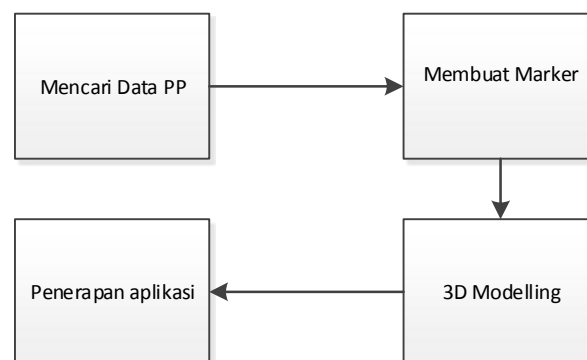 Mencari Data PP
Membuat Marker
3D Modelling
Penerapan aplikasi